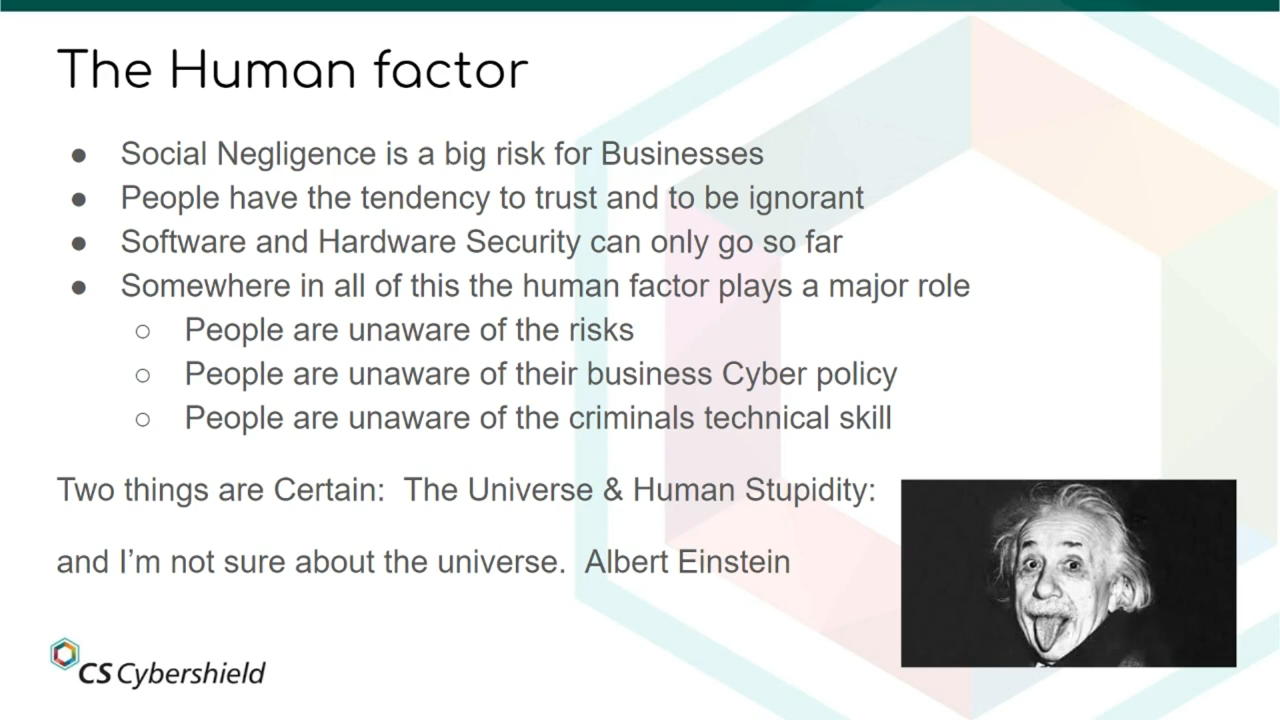 The Human factor
● Social Negligence is a big risk for Businesses
● People have the tendency to trust and to be ignorant
● Software and Hardware Security can only go so far
● Somewhere in all of this the human factor plays a major role
○ People are unaware of the risks
○ People are unaware of their business Cyber policy
○ People are unaware of the criminals technical skill
Two things are Certain:  The Universe & Human Stupidity:
and I’m not sure about the universe.  Albert Einstein
CS Cybershield